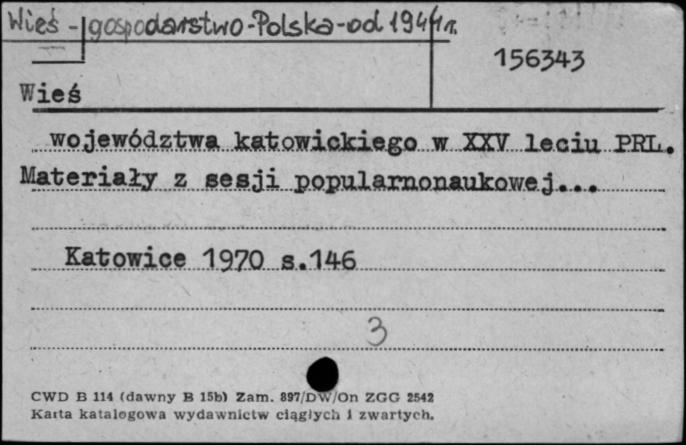 Wieś - gospodarstwo - Polska - od 1944 r.
156343
Wieś
województwa katowickiego w XXV leciu PRL.
Materiały z sesji popularnonaukowej...
Katowice 1970 s.146
3
CWD B 114 (dawny B 15b) Zam. 897/DW/On ZGG 2542
Karta katalogowa wydawnictw ciągłych i zwartych.